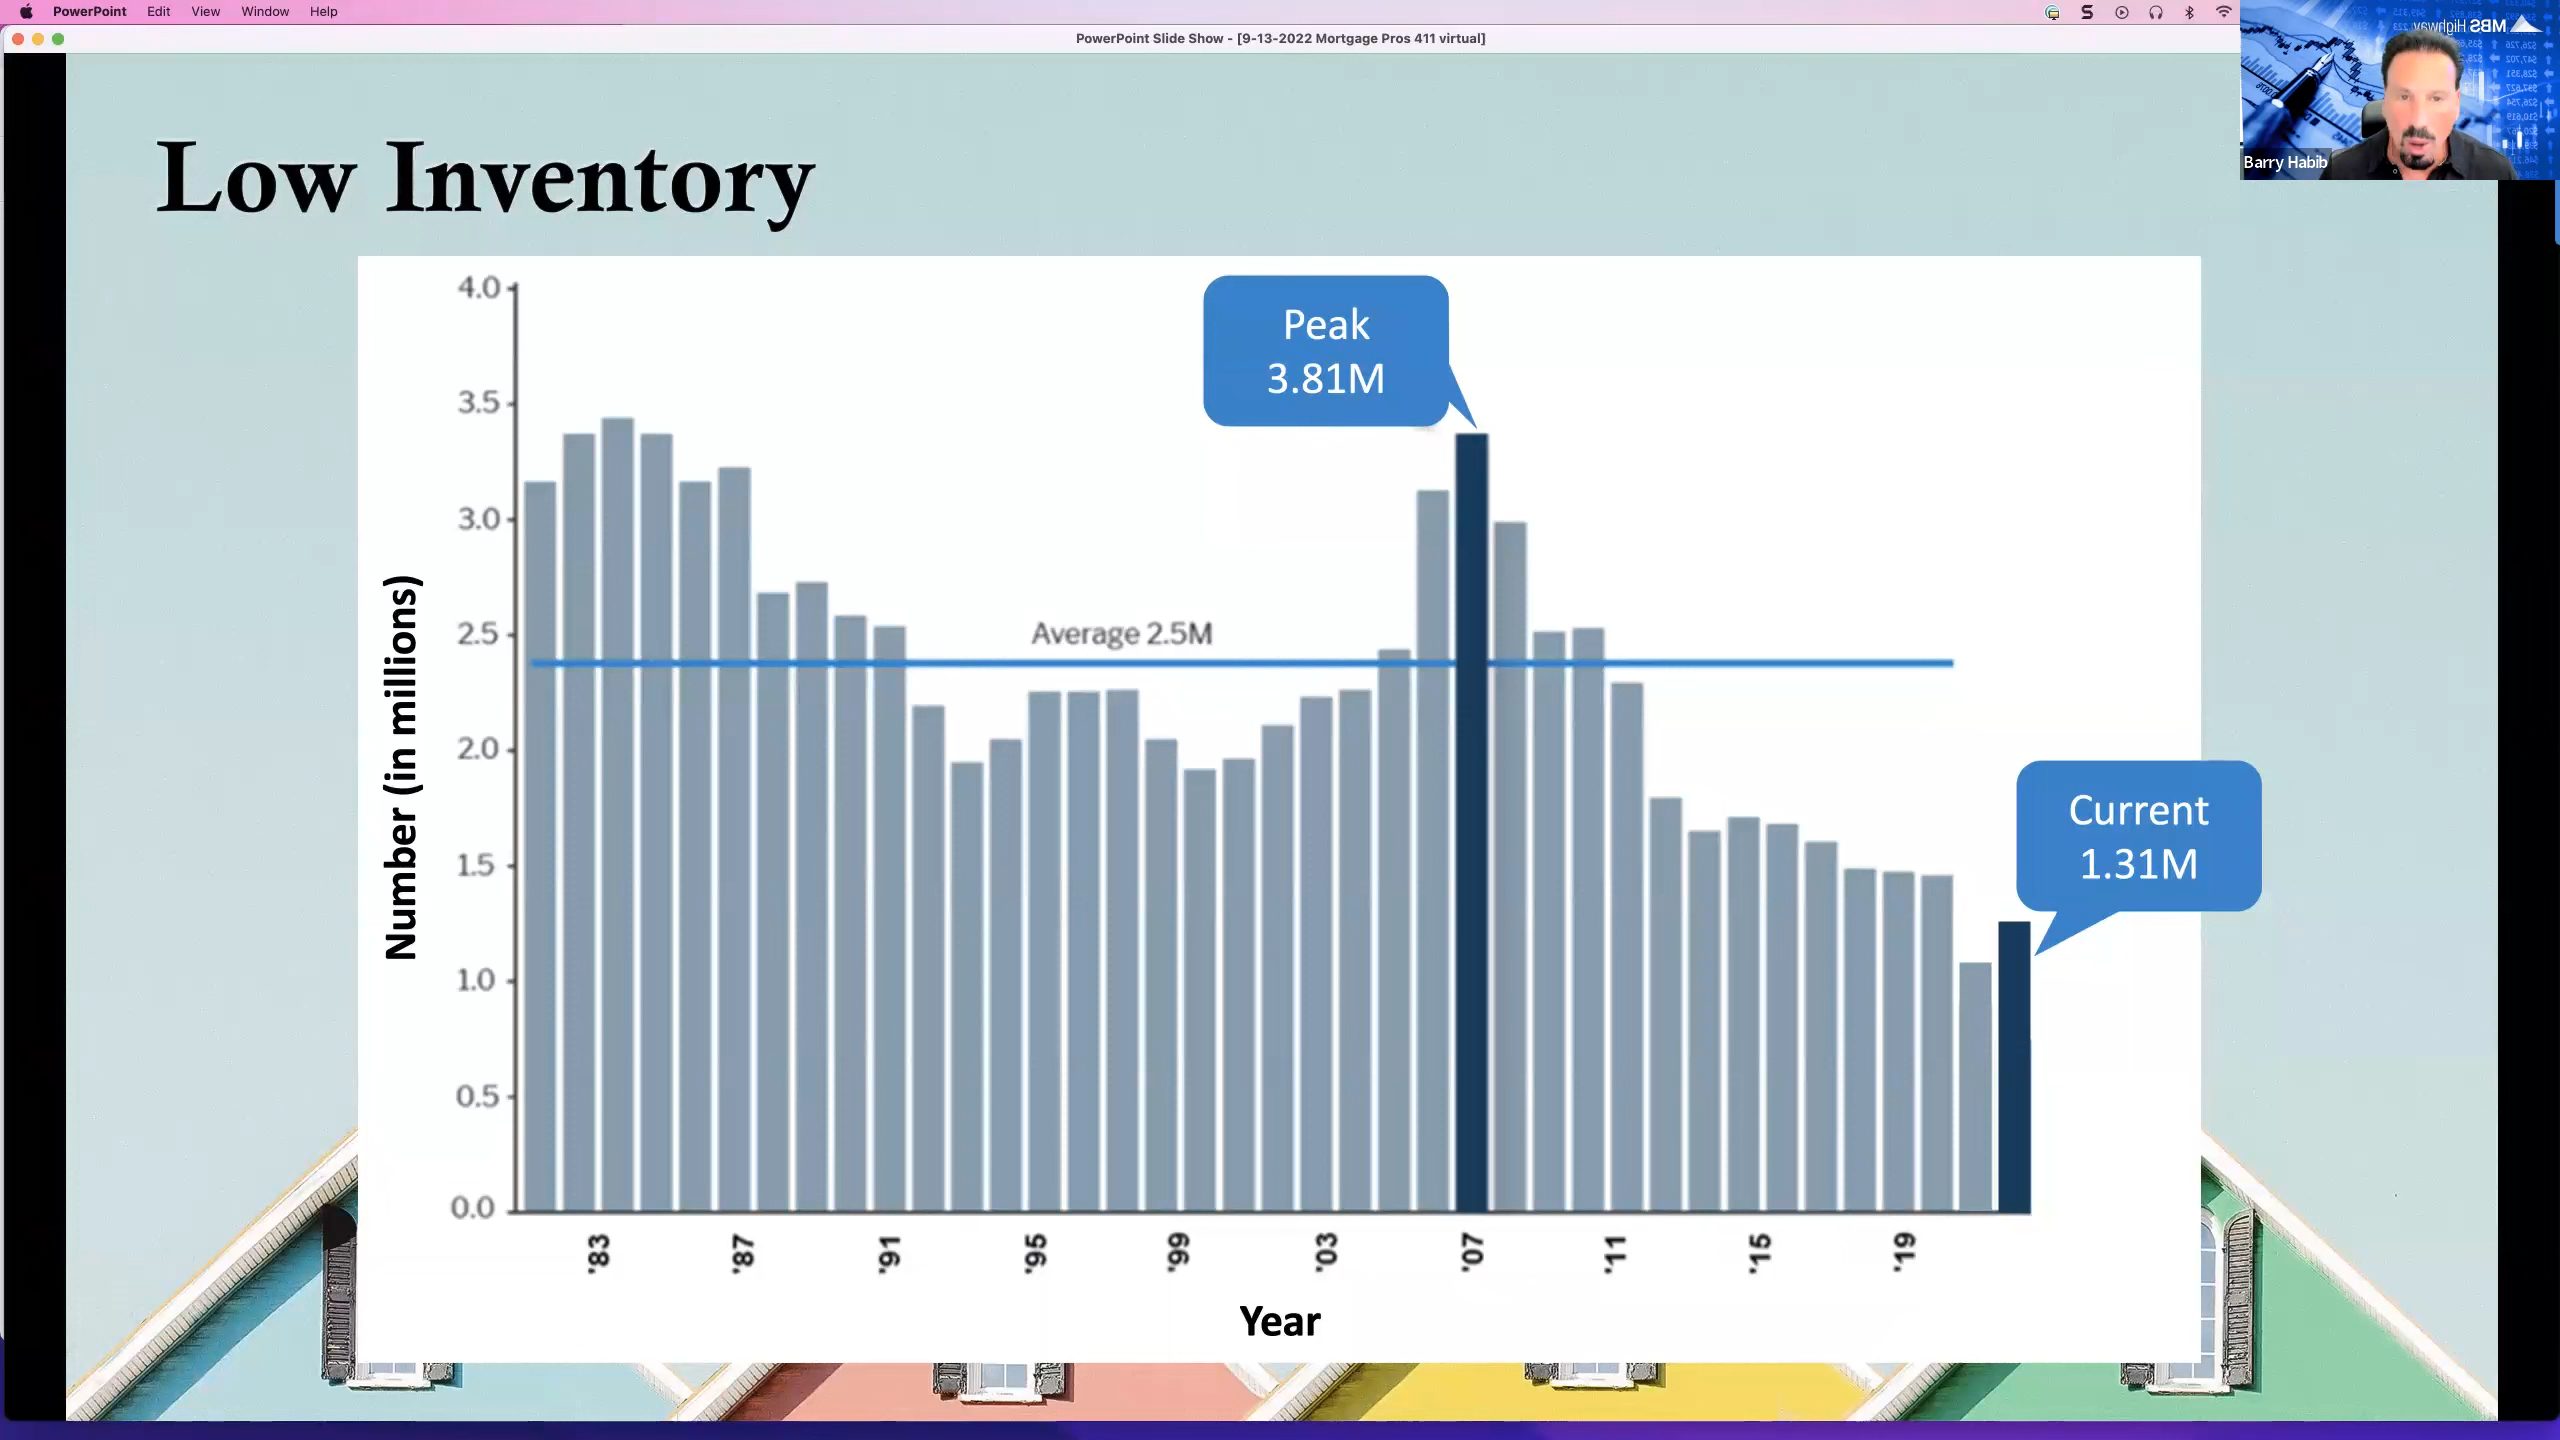 PowerPoint Edit View Window Help
PowerPoint Slide Show - [9-13-2022 Mortgage Pros 411 virtual]
MBS Highway
Barry Habib
Low Inventory
Peak
3.81M
Average 2.5M
Current
1.31M
Number (in millions)
4.0
3.5
3.0
2.5
2.0
1.5
1.0
0.5
0.0
'83 '87 '91 '95 '99 '03 '07 '11 '15 '19
Year